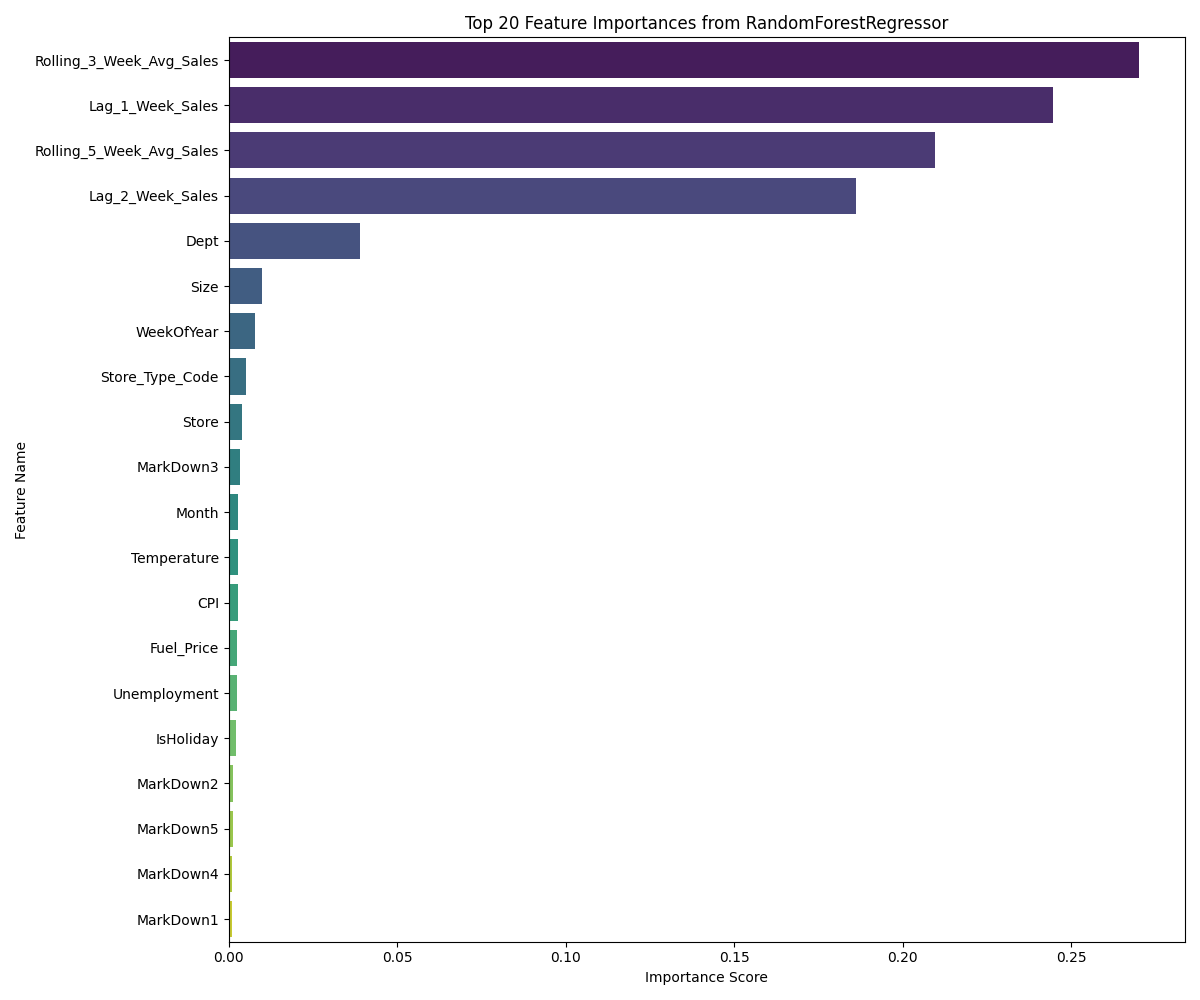 Top 20 Feature Importances from RandomForestRegressor
Feature Name
Rolling_3_Week_Avg_Sales
Lag_1_Week_Sales
Rolling_5_Week_Avg_Sales
Lag_2_Week_Sales
Dept
Size
WeekOfYear
Store_Type_Code
Store
MarkDown3
Month
Temperature
CPI
Fuel_Price
Unemployment
IsHoliday
MarkDown2
MarkDown5
MarkDown4
MarkDown1
0.00 0.05 0.10 0.15 0.20 0.25
Importance Score